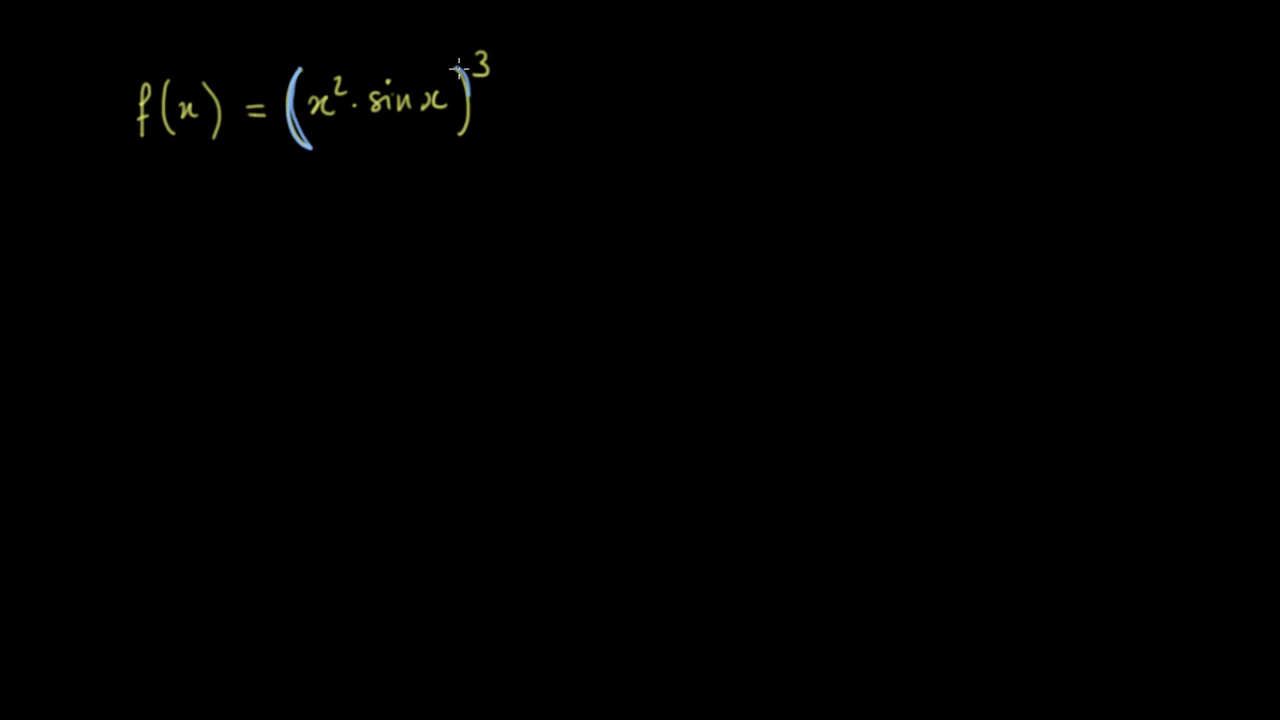 f(x) = (x² · sin x)³